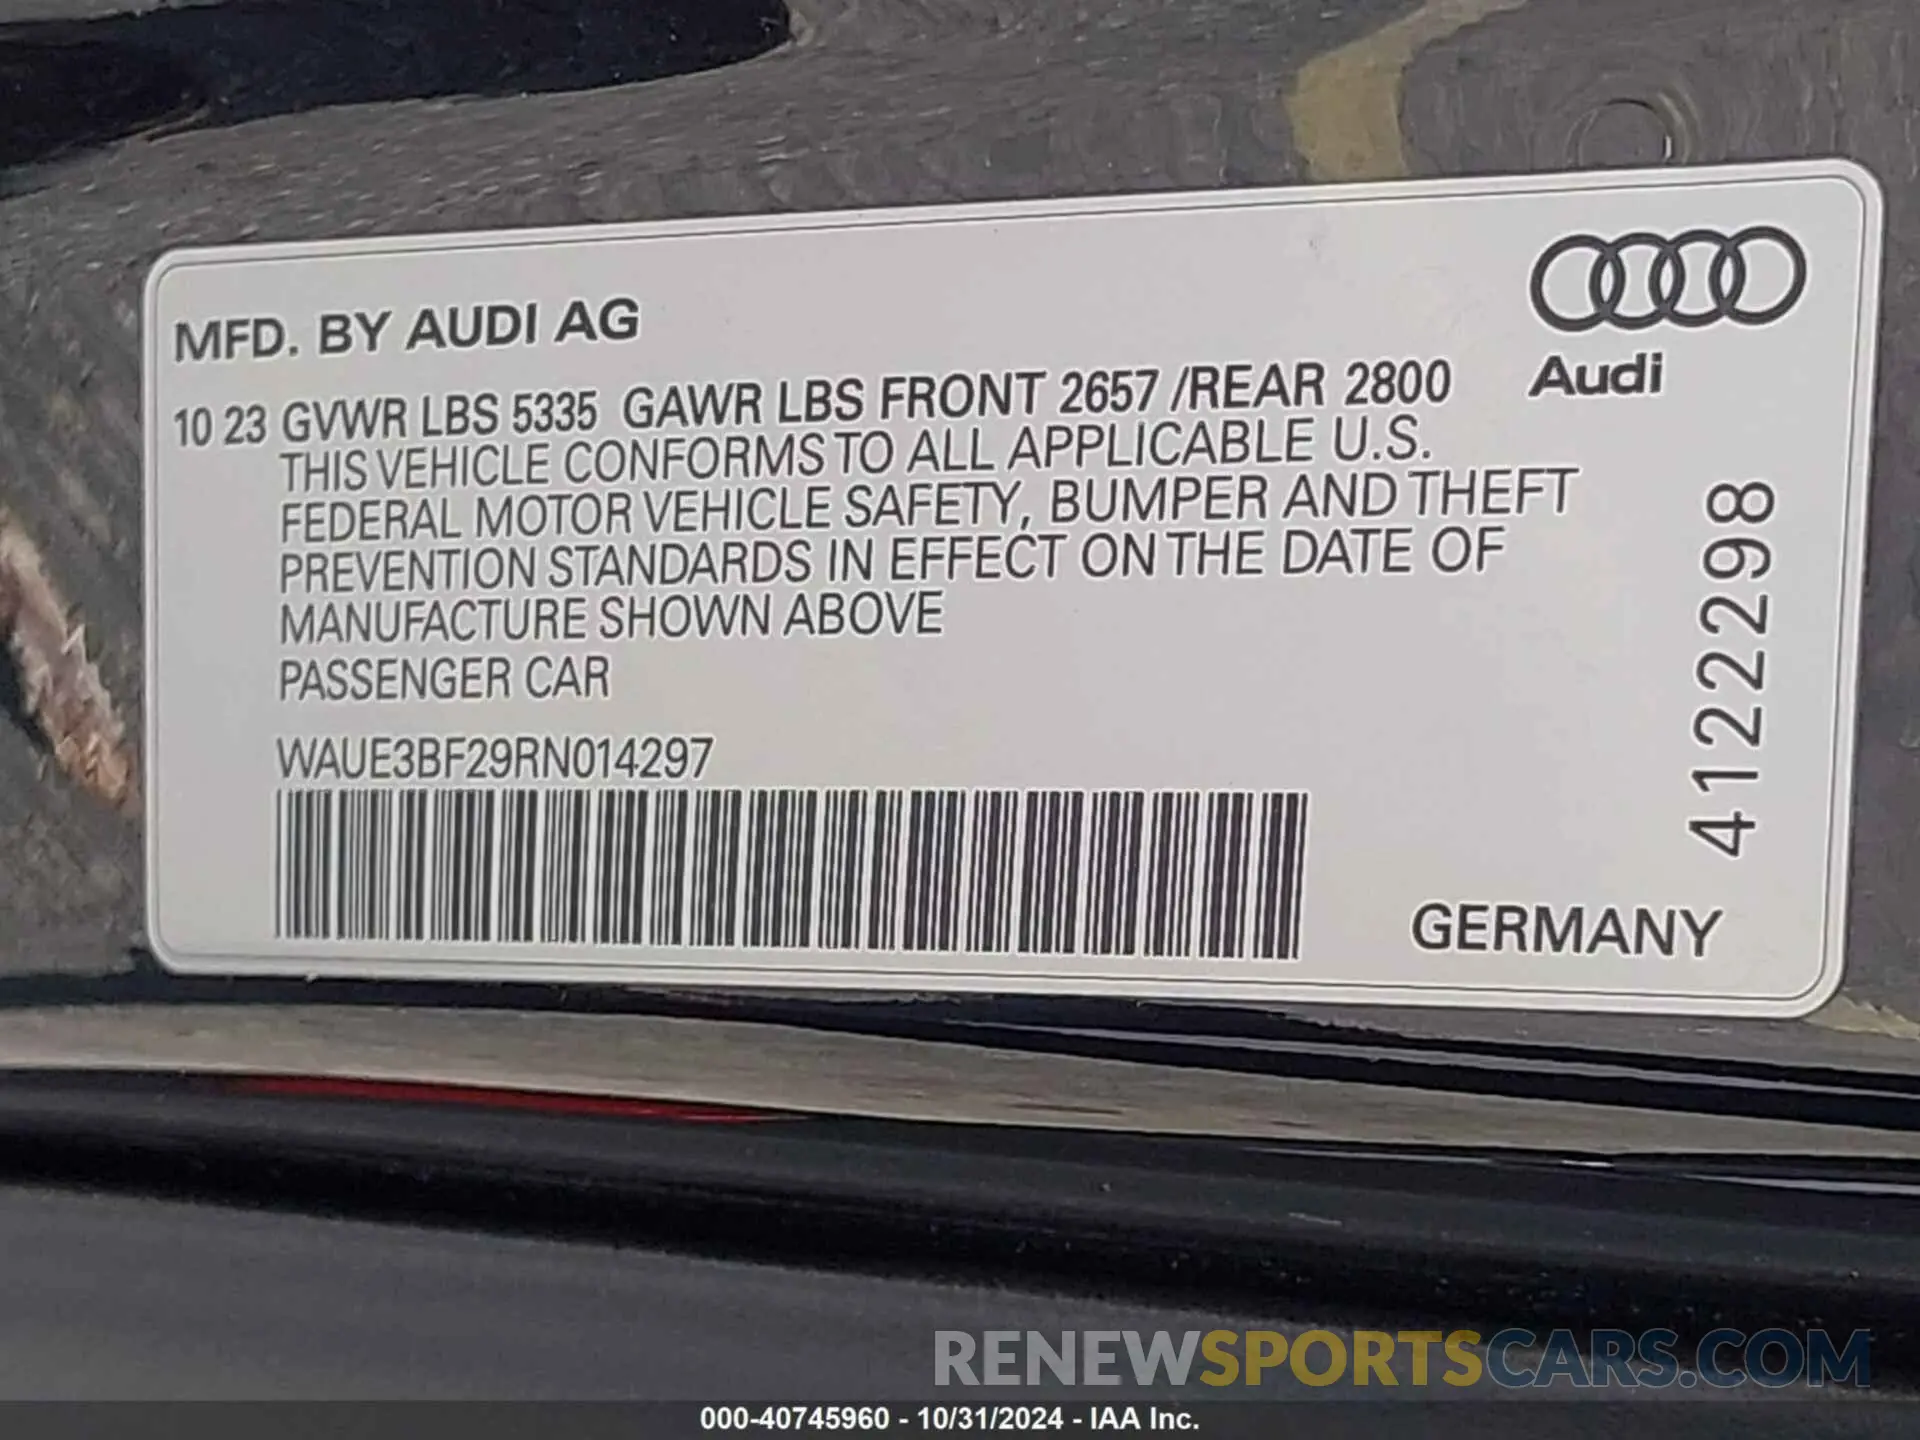 MFD. BY AUDI AG
Audi
10 23 GVWR LBS 5335 GAWR LBS FRONT 2657 /REAR 2800
THIS VEHICLE CONFORMS TO ALL APPLICABLE U.S.
FEDERAL MOTOR VEHICLE SAFETY, BUMPER AND THEFT
PREVENTION STANDARDS IN EFFECT ON THE DATE OF
MANUFACTURE SHOWN ABOVE
PASSENGER CAR
WAUE3BF29RN014297
4122298
GERMANY
RENEWSPORTSCARS.COM
000-40745960 - 10/31/2024 - IAA Inc.